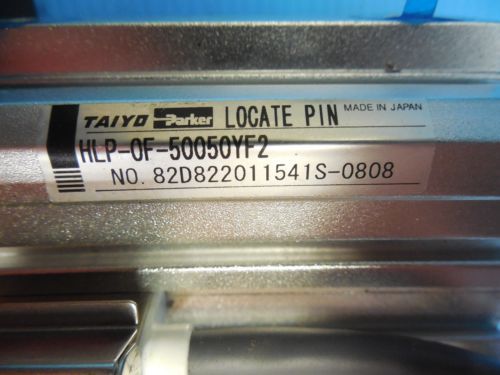 TAIYO Parker LOCATE PIN MADE IN JAPAN
HLP-OF-50050YF2
NO. 82D822011541S-0808